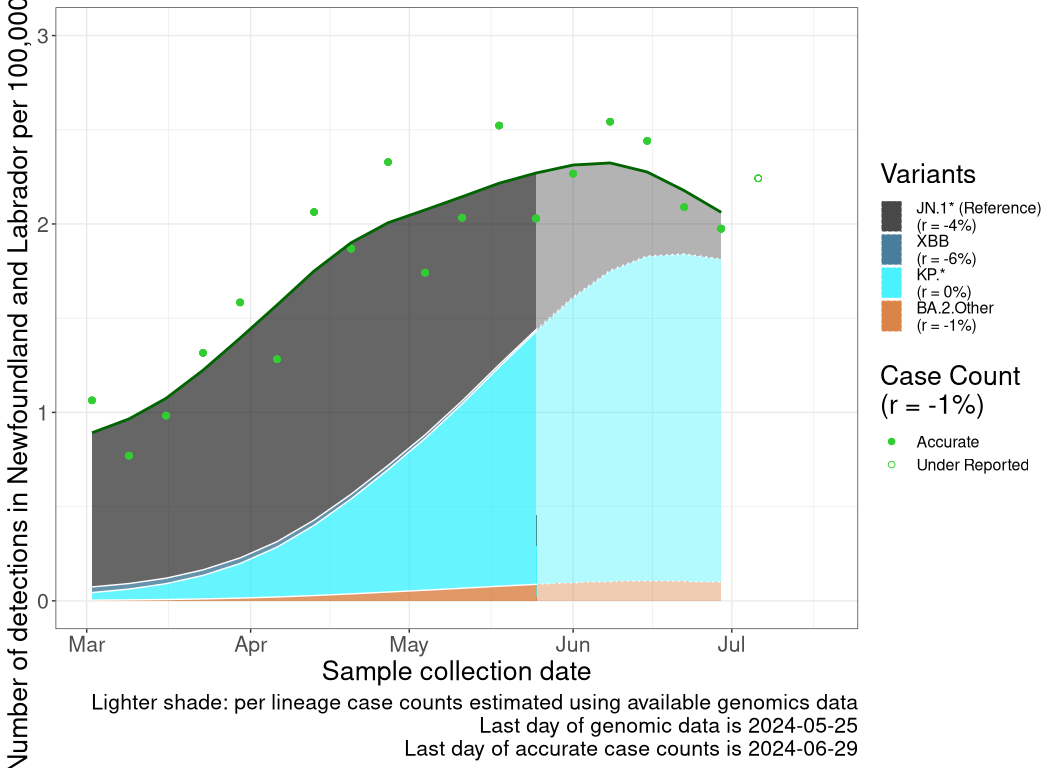 Number of detections in Newfoundland and Labrador per 100,000
3
2
1
0
Mar
Apr
May
Jun
Jul
Sample collection date
Lighter shade: per lineage case counts estimated using available genomics data
Last day of genomic data is 2024-05-25
Last day of accurate case counts is 2024-06-29
Variants
JN.1* (Reference)
(r = -4%)
XBB
(r = -6%)
KP.*
(r = 0%)
BA.2.Other
(r = -1%)
Case Count
(r = -1%)
Accurate
Under Reported